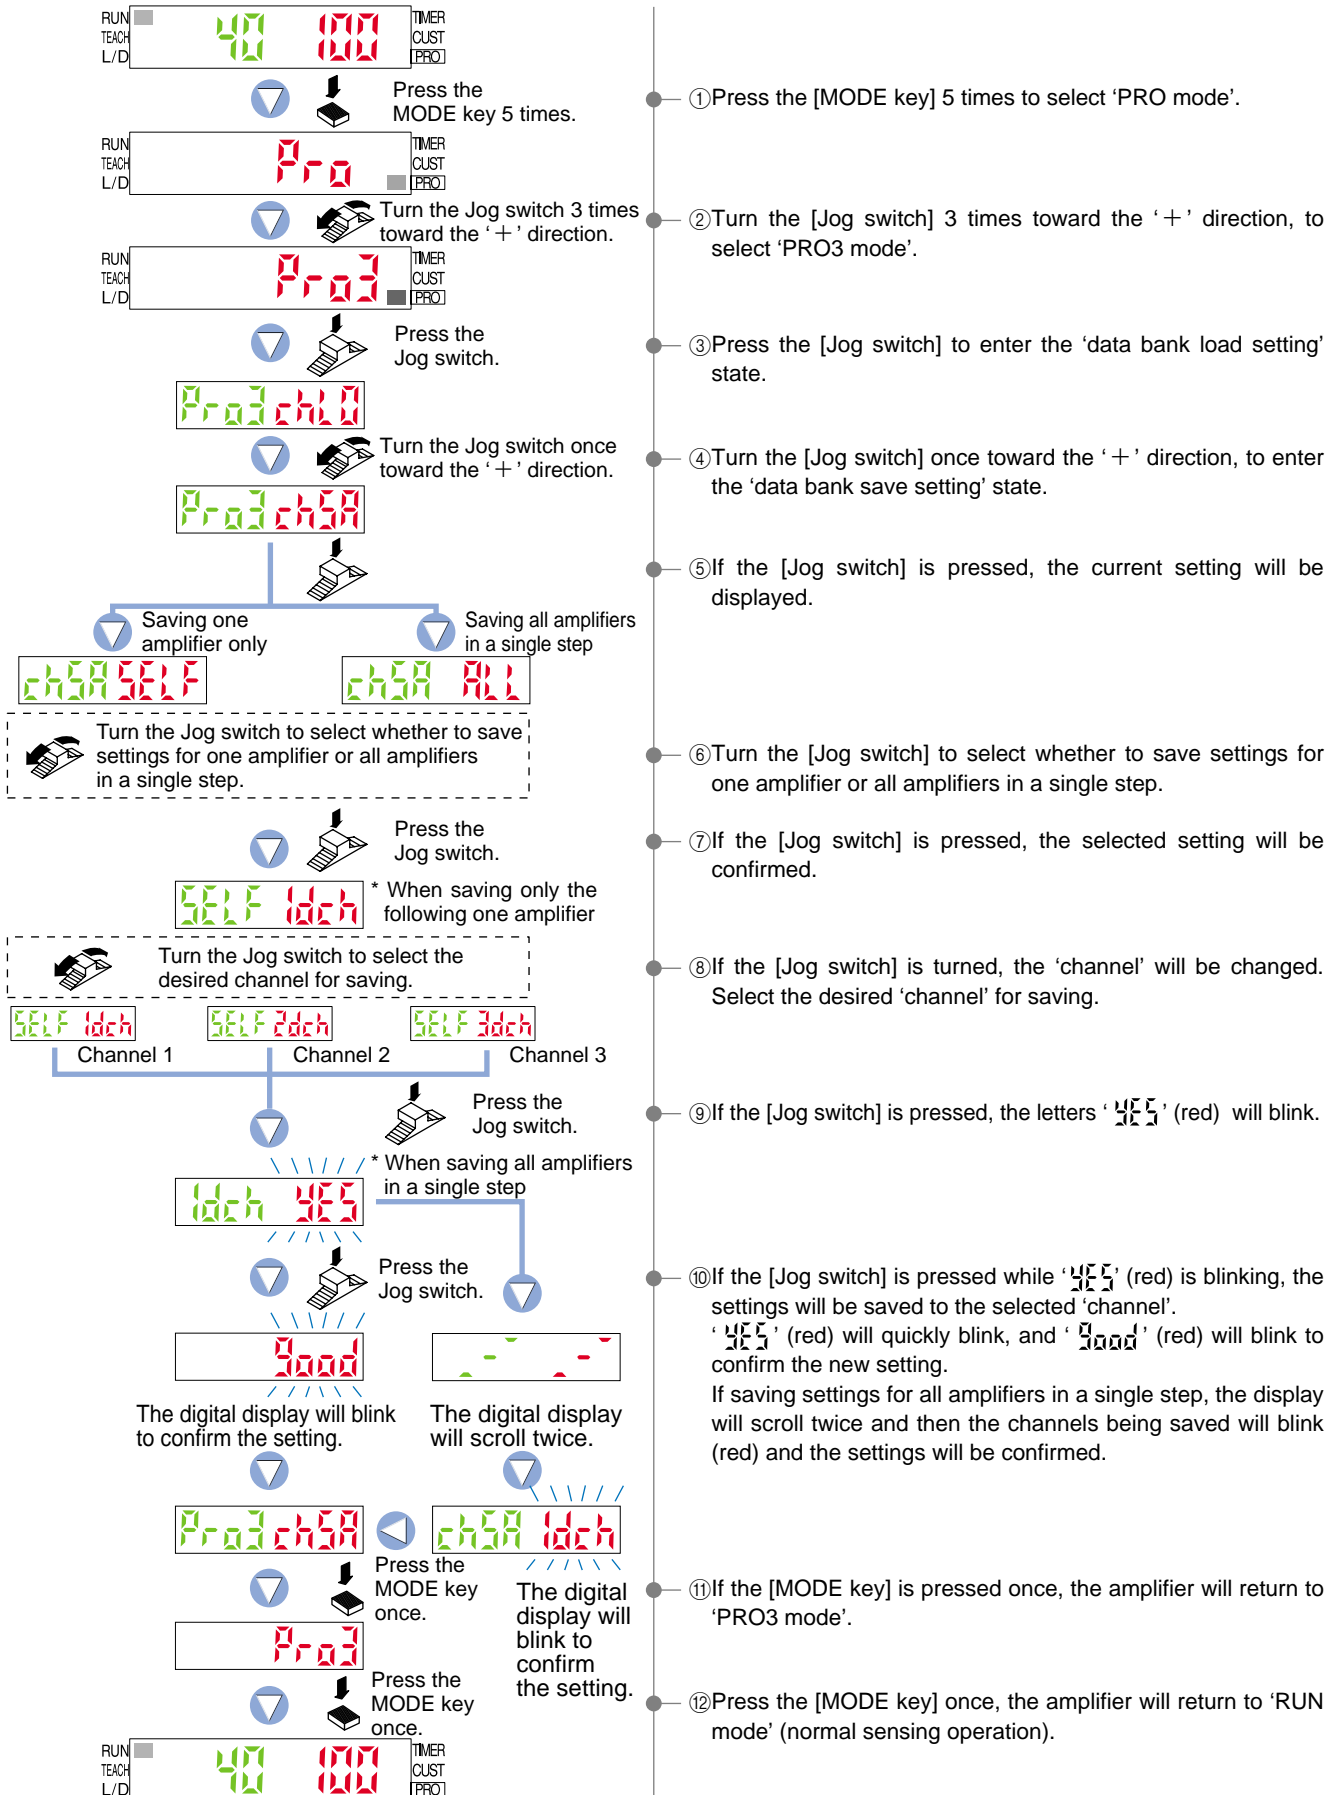 RUN
TEACH
L/D
40 100
TIMER
CUST
PRO
Press the
MODE key 5 times.
①Press the [MODE key] 5 times to select ‘PRO mode’.
RUN
TEACH
L/D
Pro
TIMER
CUST
PRO
Turn the Jog switch 3 times
toward the ‘+’ direction.
②Turn the [Jog switch] 3 times toward the ‘+’ direction, to
select ‘PRO3 mode’.
RUN
TEACH
L/D
Pro3
TIMER
CUST
PRO
Press the
Jog switch.
③Press the [Jog switch] to enter the ‘data bank load setting’
state.
Pro3 chLO
Turn the Jog switch once
toward the ‘+’ direction.
④Turn the [Jog switch] once toward the ‘+’ direction, to enter
the ‘data bank save setting’ state.
Pro3 chSA
⑤If the [Jog switch] is pressed, the current setting will be
displayed.
Saving one
amplifier only
Saving all amplifiers
in a single step
chSA SELF
chSA ALL
Turn the Jog switch to select whether to save
settings for one amplifier or all amplifiers
in a single step.
⑥Turn the [Jog switch] to select whether to save settings for
one amplifier or all amplifiers in a single step.
Press the
Jog switch.
⑦If the [Jog switch] is pressed, the selected setting will be
confirmed.
SELF 1dch
* When saving only the
following one amplifier
Turn the Jog switch to select the
desired channel for saving.
⑧If the [Jog switch] is turned, the ‘channel’ will be changed.
Select the desired ‘channel’ for saving.
SELF 1dch
SELF 2dch
SELF 3dch
Channel 1
Channel 2
Channel 3
Press the
Jog switch.
⑨If the [Jog switch] is pressed, the letters ‘ YES ’ (red) will blink.
* When saving all amplifiers
in a single step
1dch YES
Press the
Jog switch.
⑩If the [Jog switch] is pressed while ‘YES’ (red) is blinking, the
settings will be saved to the selected ‘channel’.
‘ YES ’ (red) will quickly blink, and ‘ good ’ (red) will blink to
confirm the new setting.
If saving settings for all amplifiers in a single step, the display
will scroll twice and then the channels being saved will blink
(red) and the settings will be confirmed.
good
The digital display will blink
to confirm the setting.
The digital display
will scroll twice.
Pro3 chSA
chSA 1dch
Press the
MODE key
once.
The digital
display will
blink to
confirm
the setting.
⑪If the [MODE key] is pressed once, the amplifier will return to
‘PRO3 mode’.
Pro3
Press the
MODE key
once.
⑫Press the [MODE key] once, the amplifier will return to ‘RUN
mode’ (normal sensing operation).
RUN
TEACH
L/D
40 100
TIMER
CUST
PRO